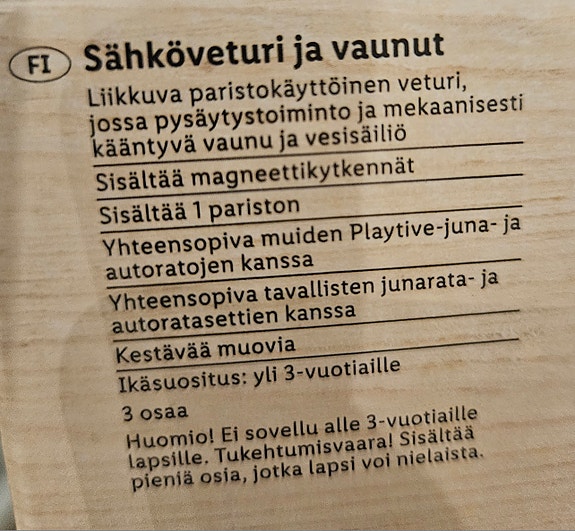 FI Sähköveturi ja vaunut
Liikkuva paristokäyttöinen veturi,
jossa pysäytystoiminto ja mekaanisesti
kääntyvä vaunu ja vesisäiliö
Sisältää magneettikytkennät
Sisältää 1 pariston
Yhteensopiva muiden Playtive-juna- ja
autoratojen kanssa
Yhteensopiva tavallisten junarata- ja
autoratasettien kanssa
Kestävää muovia
Ikäsuositus: yli 3-vuotiaille
3 osaa
Huomio! Ei sovellu alle 3-vuotiaille
lapsille. Tukehtumisvaara! Sisältää
pieniä osia, jotka lapsi voi nielaista.